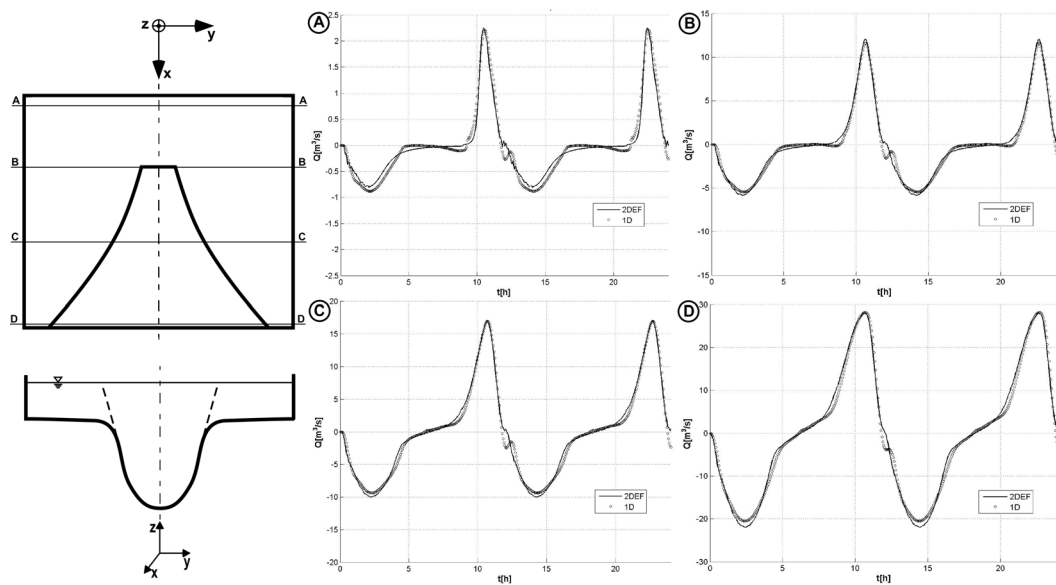 z
y
x
A A
B B
C C
D D
z
y
x
A
2.5
2
1.5
1
0.5
0
-0.5
-1
-1.5
-2
-2.5
Q[m³/s]
0 5 10 15 20
t[h]
2DEF
1D
B
15
10
5
0
-5
-10
-15
Q[m³/s]
0 5 10 15 20
t[h]
2DEF
1D
C
20
15
10
5
0
-5
-10
-15
-20
Q[m³/s]
0 5 10 15 20
t[h]
2DEF
1D
D
30
20
10
0
-10
-20
-30
Q[m³/s]
0 5 10 15 20
t[h]
2DEF
1D